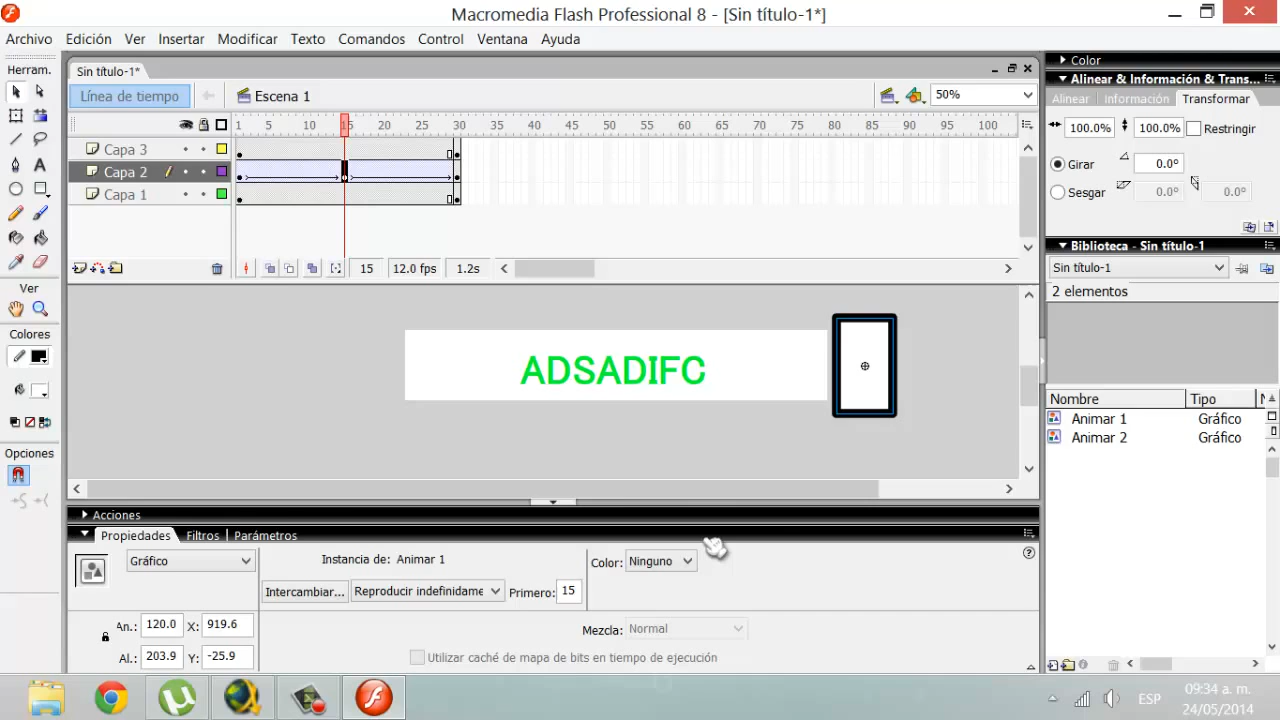 Macromedia Flash Professional 8 - [Sin título-1*]
Archivo Edición Ver Insertar Modificar Texto Comandos Control Ventana Ayuda
Herram.
Ver
Colores
Opciones
Sin título-1*
Línea de tiempo
Escena 1
50%
1 5 10 15 20 25 30 35 40 45 50 55 60 65 70 75 80 85 90 95 100
Capa 3
Capa 2
Capa 1
15 12.0 fps 1.2s
ADSADIFC
Acciones
Propiedades Filtros Parámetros
Gráfico
Instancia de: Animar 1
Color: Ninguno
Intercambiar... Reproducir indefinidame Primero: 15
An.: 120.0 X: 919.6
Al.: 203.9 Y: -25.9
Mezcla: Normal
Utilizar caché de mapa de bits en tiempo de ejecución
Color
Alinear & Información & Trans...
Alinear Información Transformar
100.0% 100.0% Restringir
Girar 0.0°
Sesgar 0.0° 0.0°
Biblioteca - Sin título-1
Sin título-1
2 elementos
Nombre Tipo
Animar 1 Gráfico
Animar 2 Gráfico
ESP
09:34 a. m.
24/05/2014